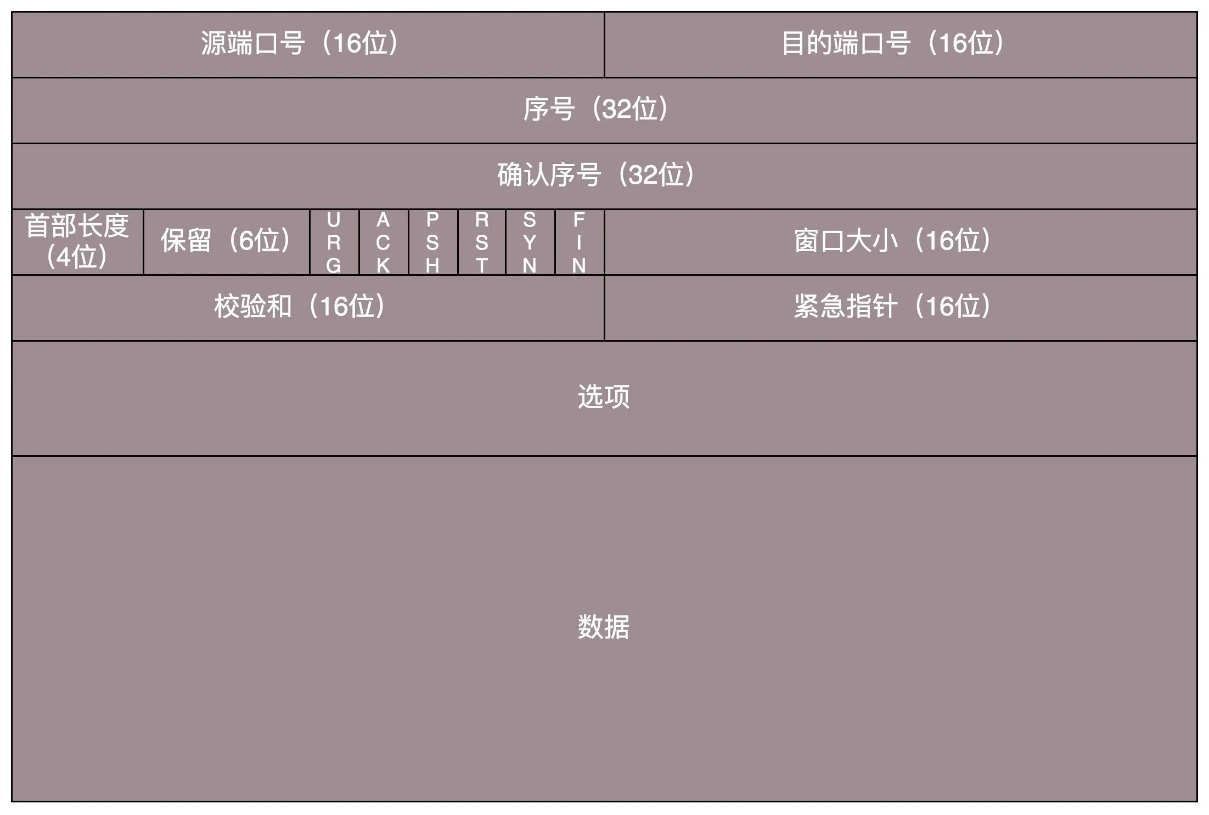 源端口号（16位）
目的端口号（16位）
序号（32位）
确认序号（32位）
首部长度
（4位）
保留（6位）
URG
ACK
PSH
RST
SYN
FIN
窗口大小（16位）
校验和（16位）
紧急指针（16位）
选项
数据